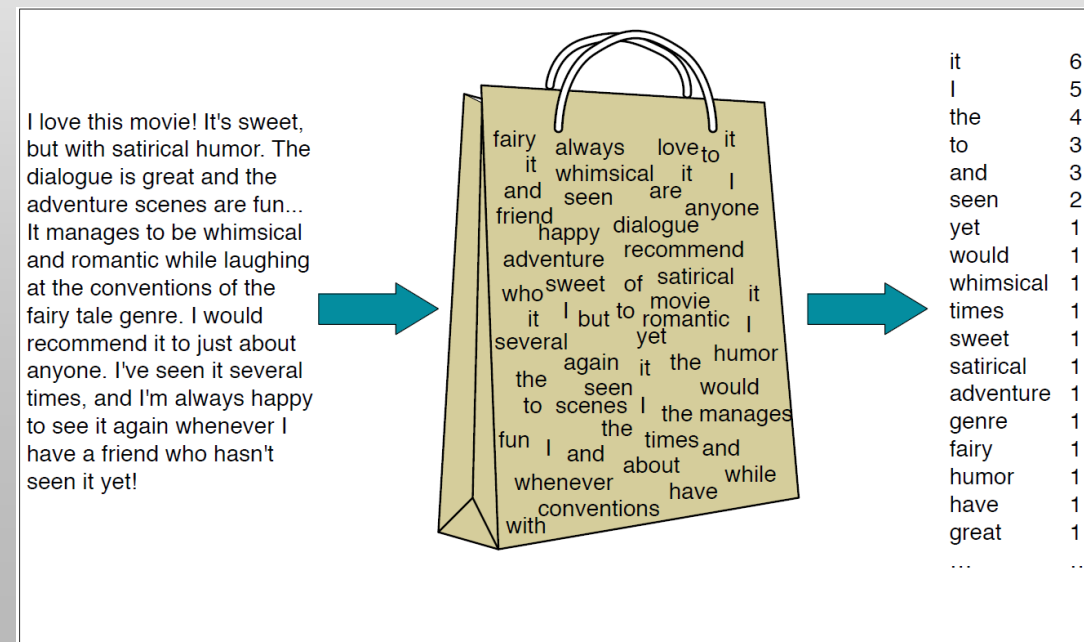 I love this movie! It's sweet,
but with satirical humor. The
dialogue is great and the
adventure scenes are fun...
It manages to be whimsical
and romantic while laughing
at the conventions of the
fairy tale genre. I would
recommend it to just about
anyone. I've seen it several
times, and I'm always happy
to see it again whenever I
have a friend who hasn't
seen it yet!
fairy always love to it
it whimsical it I
and seen are
friend anyone
happy dialogue
adventure recommend
who sweet of satirical
it I but to movie it
romantic I
several yet
again it the humor
the seen would
to scenes I the manages
fun I and the times and
whenever about while
have
conventions
with
it 6
I 5
the 4
to 3
and 3
seen 2
yet 1
would 1
whimsical 1
times 1
sweet 1
satirical 1
adventure 1
genre 1
fairy 1
humor 1
have 1
great 1
... ..